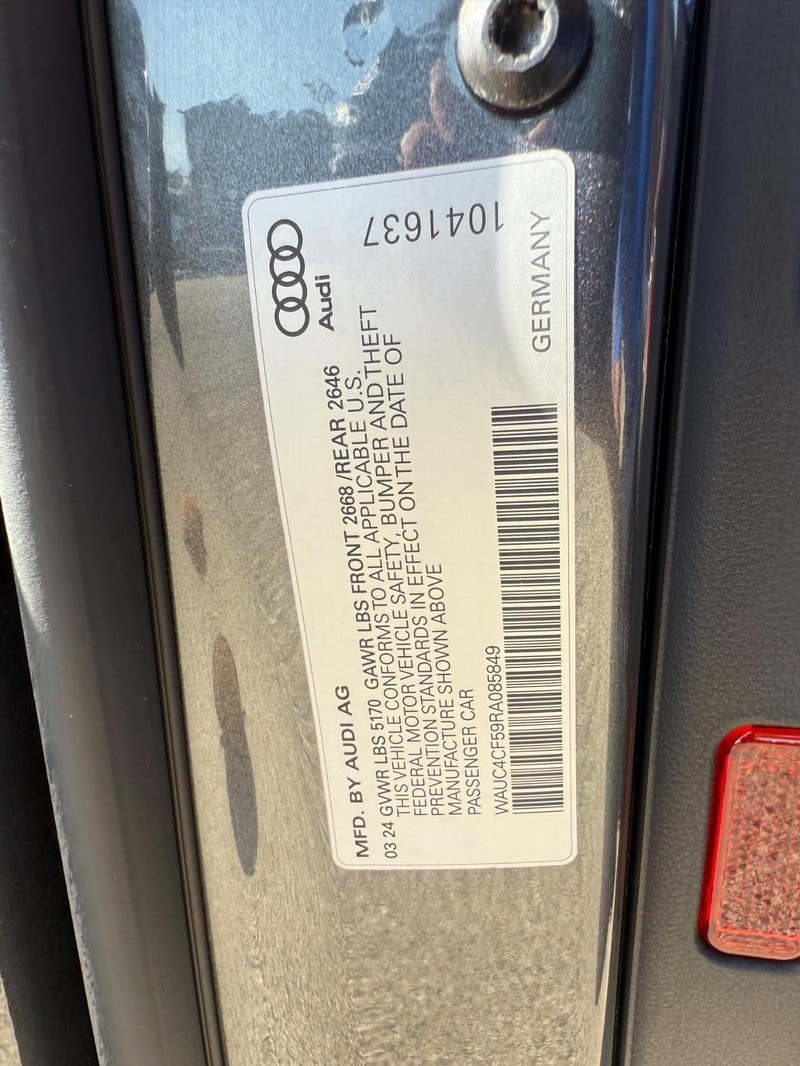 MFD. BY AUDI AG
Audi
03 24 GVWR LBS 5170 GAWR LBS FRONT 2668 /REAR 2646
THIS VEHICLE CONFORMS TO ALL APPLICABLE U.S.
FEDERAL MOTOR VEHICLE SAFETY, BUMPER AND THEFT
PREVENTION STANDARDS IN EFFECT ON THE DATE OF
MANUFACTURE SHOWN ABOVE
PASSENGER CAR
WAUC4CF59RA085849
1041637
GERMANY